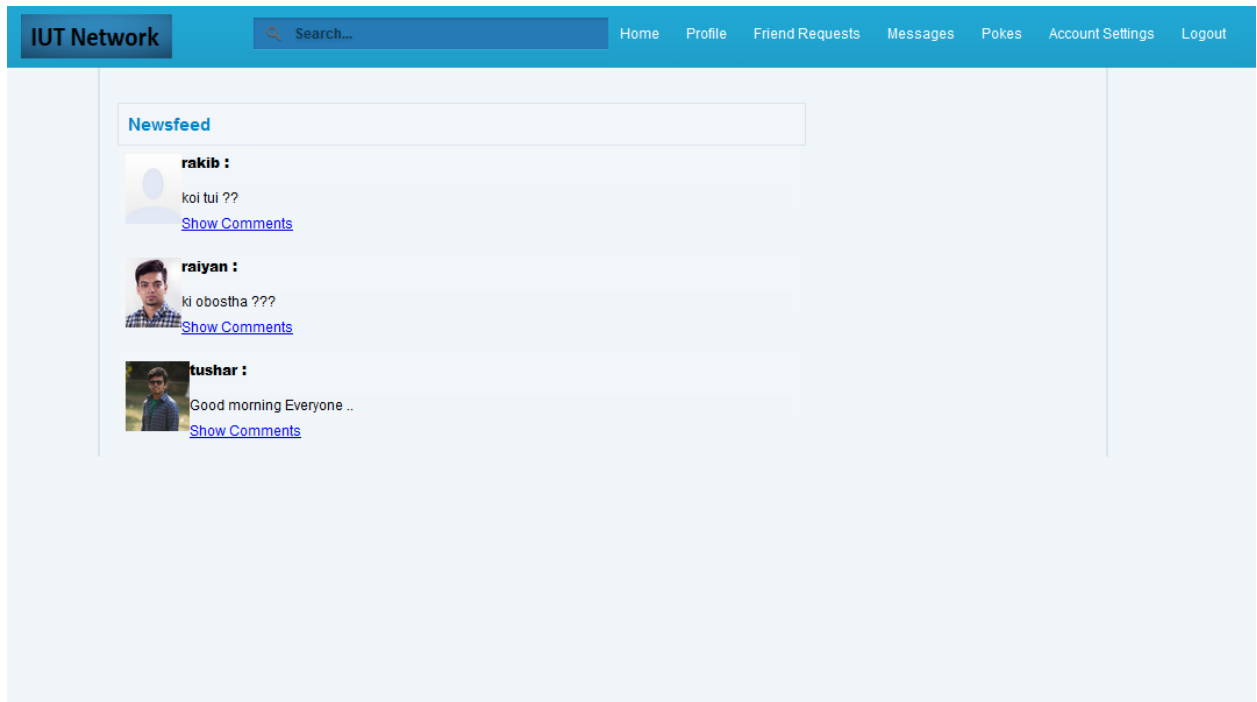 IUT Network
Search...
Home Profile Friend Requests Messages Pokes Account Settings Logout
Newsfeed
rakib :
koi tui ??
Show Comments
raiyan :
ki obostha ???
Show Comments
tushar :
Good morning Everyone ..
Show Comments